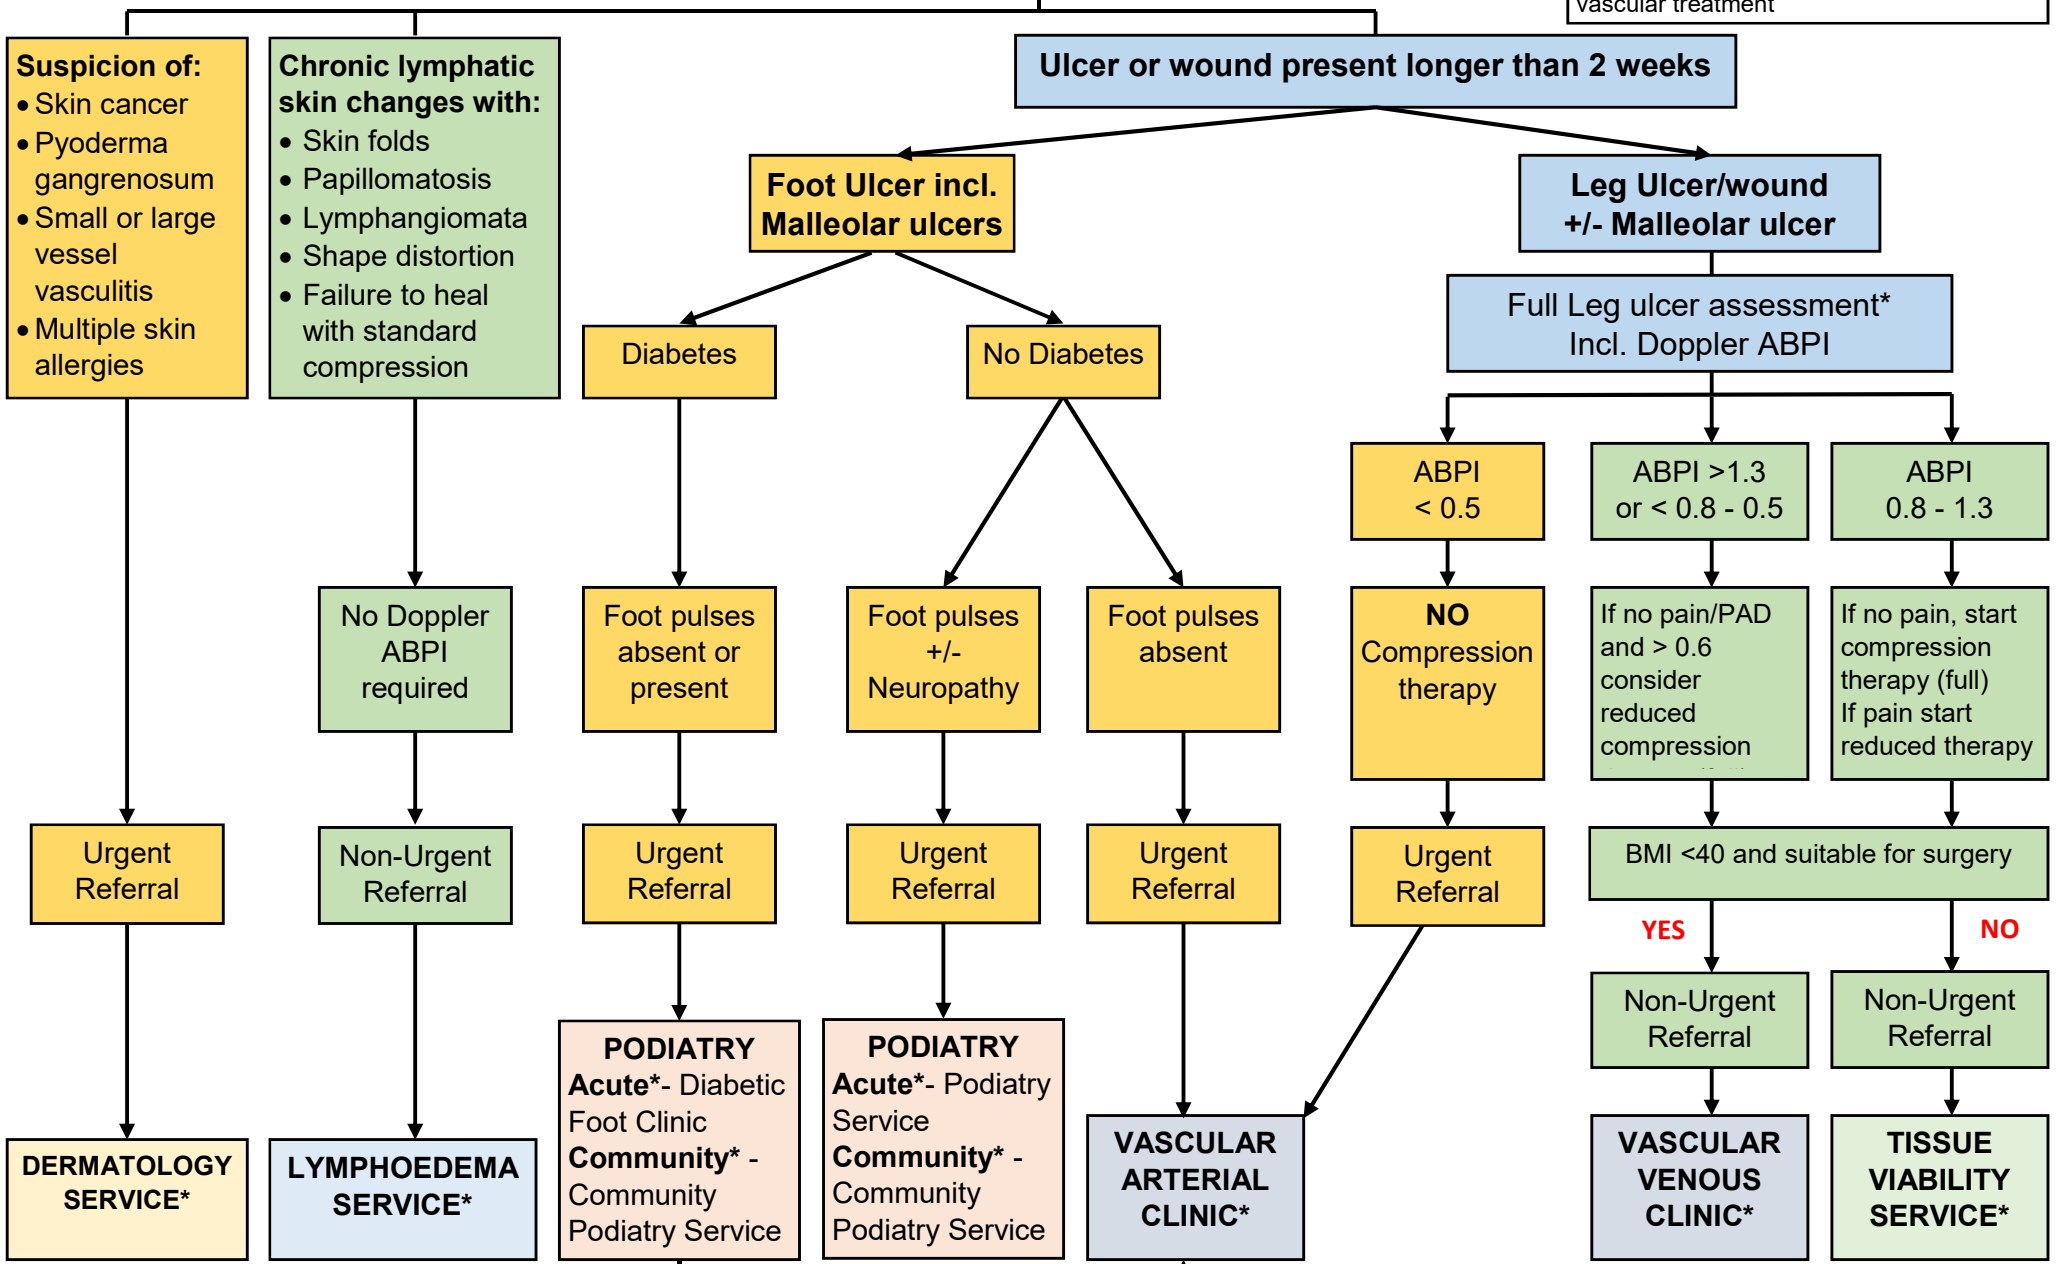 vascular treatment
Suspicion of:
• Skin cancer
• Pyoderma
gangrenosum
• Small or large
vessel
vasculitis
• Multiple skin
allergies
Chronic lymphatic
skin changes with:
• Skin folds
• Papillomatosis
• Lymphangiomata
• Shape distortion
• Failure to heal
with standard
compression
Ulcer or wound present longer than 2 weeks
Foot Ulcer incl.
Malleolar ulcers
Leg Ulcer/wound
+/- Malleolar ulcer
Full Leg ulcer assessment*
Incl. Doppler ABPI
Diabetes
No Diabetes
ABPI
< 0.5
ABPI >1.3
or < 0.8 - 0.5
ABPI
0.8 - 1.3
No Doppler
ABPI
required
Foot pulses
absent or
present
Foot pulses
+/-
Neuropathy
Foot pulses
absent
NO
Compression
therapy
If no pain/PAD
and > 0.6
consider
reduced
compression
If no pain, start
compression
therapy (full)
If pain start
reduced therapy
Urgent
Referral
Non-Urgent
Referral
Urgent
Referral
Urgent
Referral
Urgent
Referral
Urgent
Referral
BMI <40 and suitable for surgery
YES
NO
Non-Urgent
Referral
Non-Urgent
Referral
DERMATOLOGY
SERVICE*
LYMPHOEDEMA
SERVICE*
PODIATRY
Acute*- Diabetic
Foot Clinic
Community* -
Community
Podiatry Service
PODIATRY
Acute*- Podiatry
Service
Community* -
Community
Podiatry Service
VASCULAR
ARTERIAL
CLINIC*
VASCULAR
VENOUS
CLINIC*
TISSUE
VIABILITY
SERVICE*